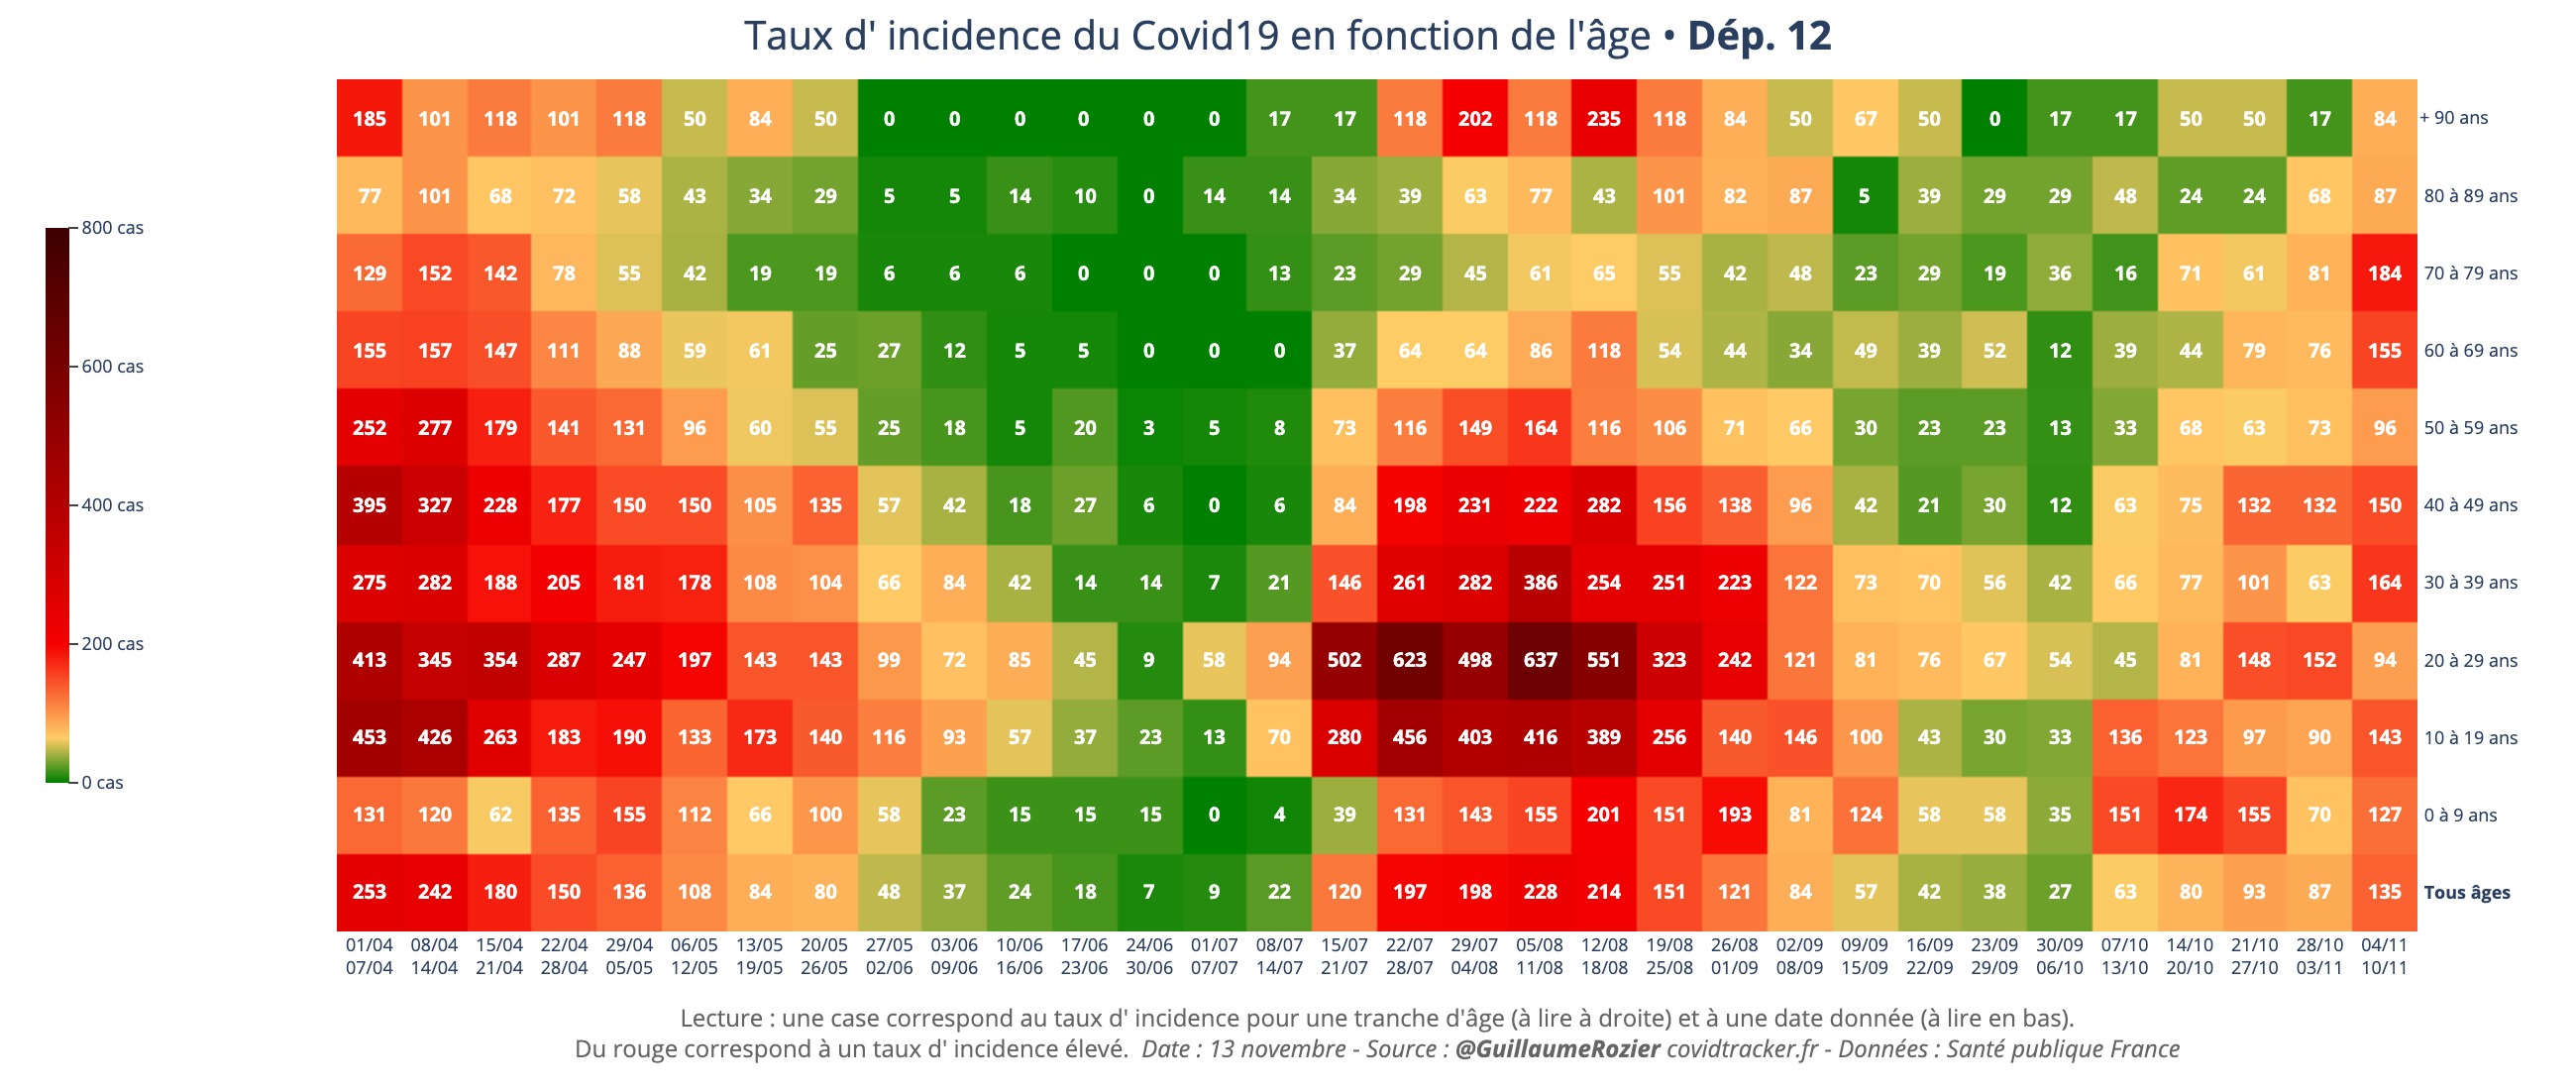 Taux d' incidence du Covid19 en fonction de l'âge • Dép. 12
800 cas
600 cas
400 cas
200 cas
0 cas
185 101 118 101 118 50 84 50 0 0 0 0 0 0 17 17 118 202 118 235 118 84 50 67 50 0 17 17 50 50 17 84 + 90 ans
77 101 68 72 58 43 34 29 5 5 14 10 0 14 14 34 39 63 77 43 101 82 87 5 39 29 29 48 24 24 68 87 80 à 89 ans
129 152 142 78 55 42 19 19 6 6 6 0 0 0 13 23 29 45 61 65 55 42 48 23 29 19 36 16 71 61 81 184 70 à 79 ans
155 157 147 111 88 59 61 25 27 12 5 5 0 0 0 37 64 64 86 118 54 44 34 49 39 52 12 39 44 79 76 155 60 à 69 ans
252 277 179 141 131 96 60 55 25 18 5 20 3 5 8 73 116 149 164 116 106 71 66 30 23 23 13 33 68 63 73 96 50 à 59 ans
395 327 228 177 150 150 105 135 57 42 18 27 6 0 6 84 198 231 222 282 156 138 96 42 21 30 12 63 75 132 132 150 40 à 49 ans
275 282 188 205 181 178 108 104 66 84 42 14 14 7 21 146 261 282 386 254 251 223 122 73 70 56 42 66 77 101 63 164 30 à 39 ans
413 345 354 287 247 197 143 143 99 72 85 45 9 58 94 502 623 498 637 551 323 242 121 81 76 67 54 45 81 148 152 94 20 à 29 ans
453 426 263 183 190 133 173 140 116 93 57 37 23 13 70 280 456 403 416 389 256 140 146 100 43 30 33 136 123 97 90 143 10 à 19 ans
131 120 62 135 155 112 66 100 58 23 15 15 15 0 4 39 131 143 155 201 151 193 81 124 58 58 35 151 174 155 70 127 0 à 9 ans
253 242 180 150 136 108 84 80 48 37 24 18 7 9 22 120 197 198 228 214 151 121 84 57 42 38 27 63 80 93 87 135 Tous âges
01/04 08/04 15/04 22/04 29/04 06/05 13/05 20/05 27/05 03/06 10/06 17/06 24/06 01/07 08/07 15/07 22/07 29/07 05/08 12/08 19/08 26/08 02/09 09/09 16/09 23/09 30/09 07/10 14/10 21/10 28/10 04/11
07/04 14/04 21/04 28/04 05/05 12/05 19/05 26/05 02/06 09/06 16/06 23/06 30/06 07/07 14/07 21/07 28/07 04/08 11/08 18/08 25/08 01/09 08/09 15/09 22/09 29/09 06/10 13/10 20/10 27/10 03/11 10/11
Lecture : une case correspond au taux d' incidence pour une tranche d'âge (à lire à droite) et à une date donnée (à lire en bas).
Du rouge correspond à un taux d' incidence élevé. Date : 13 novembre - Source : @GuillaumeRozier covidtracker.fr - Données : Santé publique France